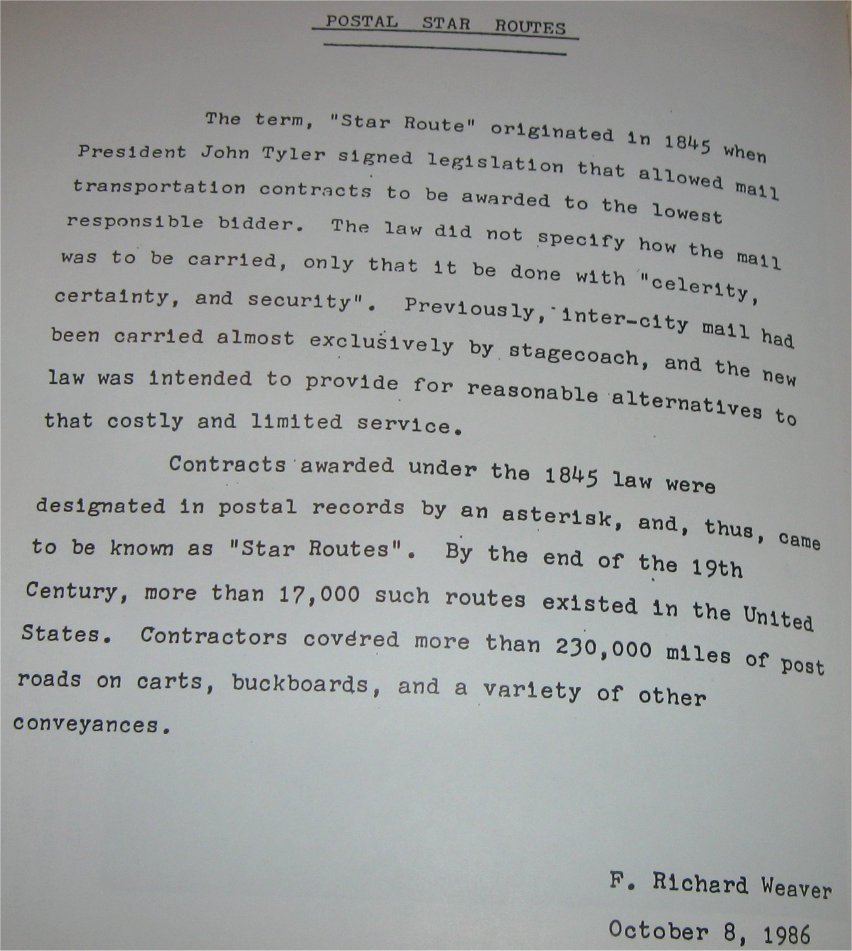 POSTAL STAR ROUTES
The term, "Star Route" originated in 1845 when
President John Tyler signed legislation that allowed mail
transportation contracts to be awarded to the lowest
responsible bidder. The law did not specify how the mail
was to be carried, only that it be done with "celerity,
certainty, and security". Previously, inter-city mail had
been carried almost exclusively by stagecoach, and the new
law was intended to provide for reasonable alternatives to
that costly and limited service.
Contracts awarded under the 1845 law were
designated in postal records by an asterisk, and, thus, came
to be known as "Star Routes". By the end of the 19th
Century, more than 17,000 such routes existed in the United
States. Contractors covered more than 230,000 miles of post
roads on carts, buckboards, and a variety of other
conveyances.
F. Richard Weaver
October 8, 1986